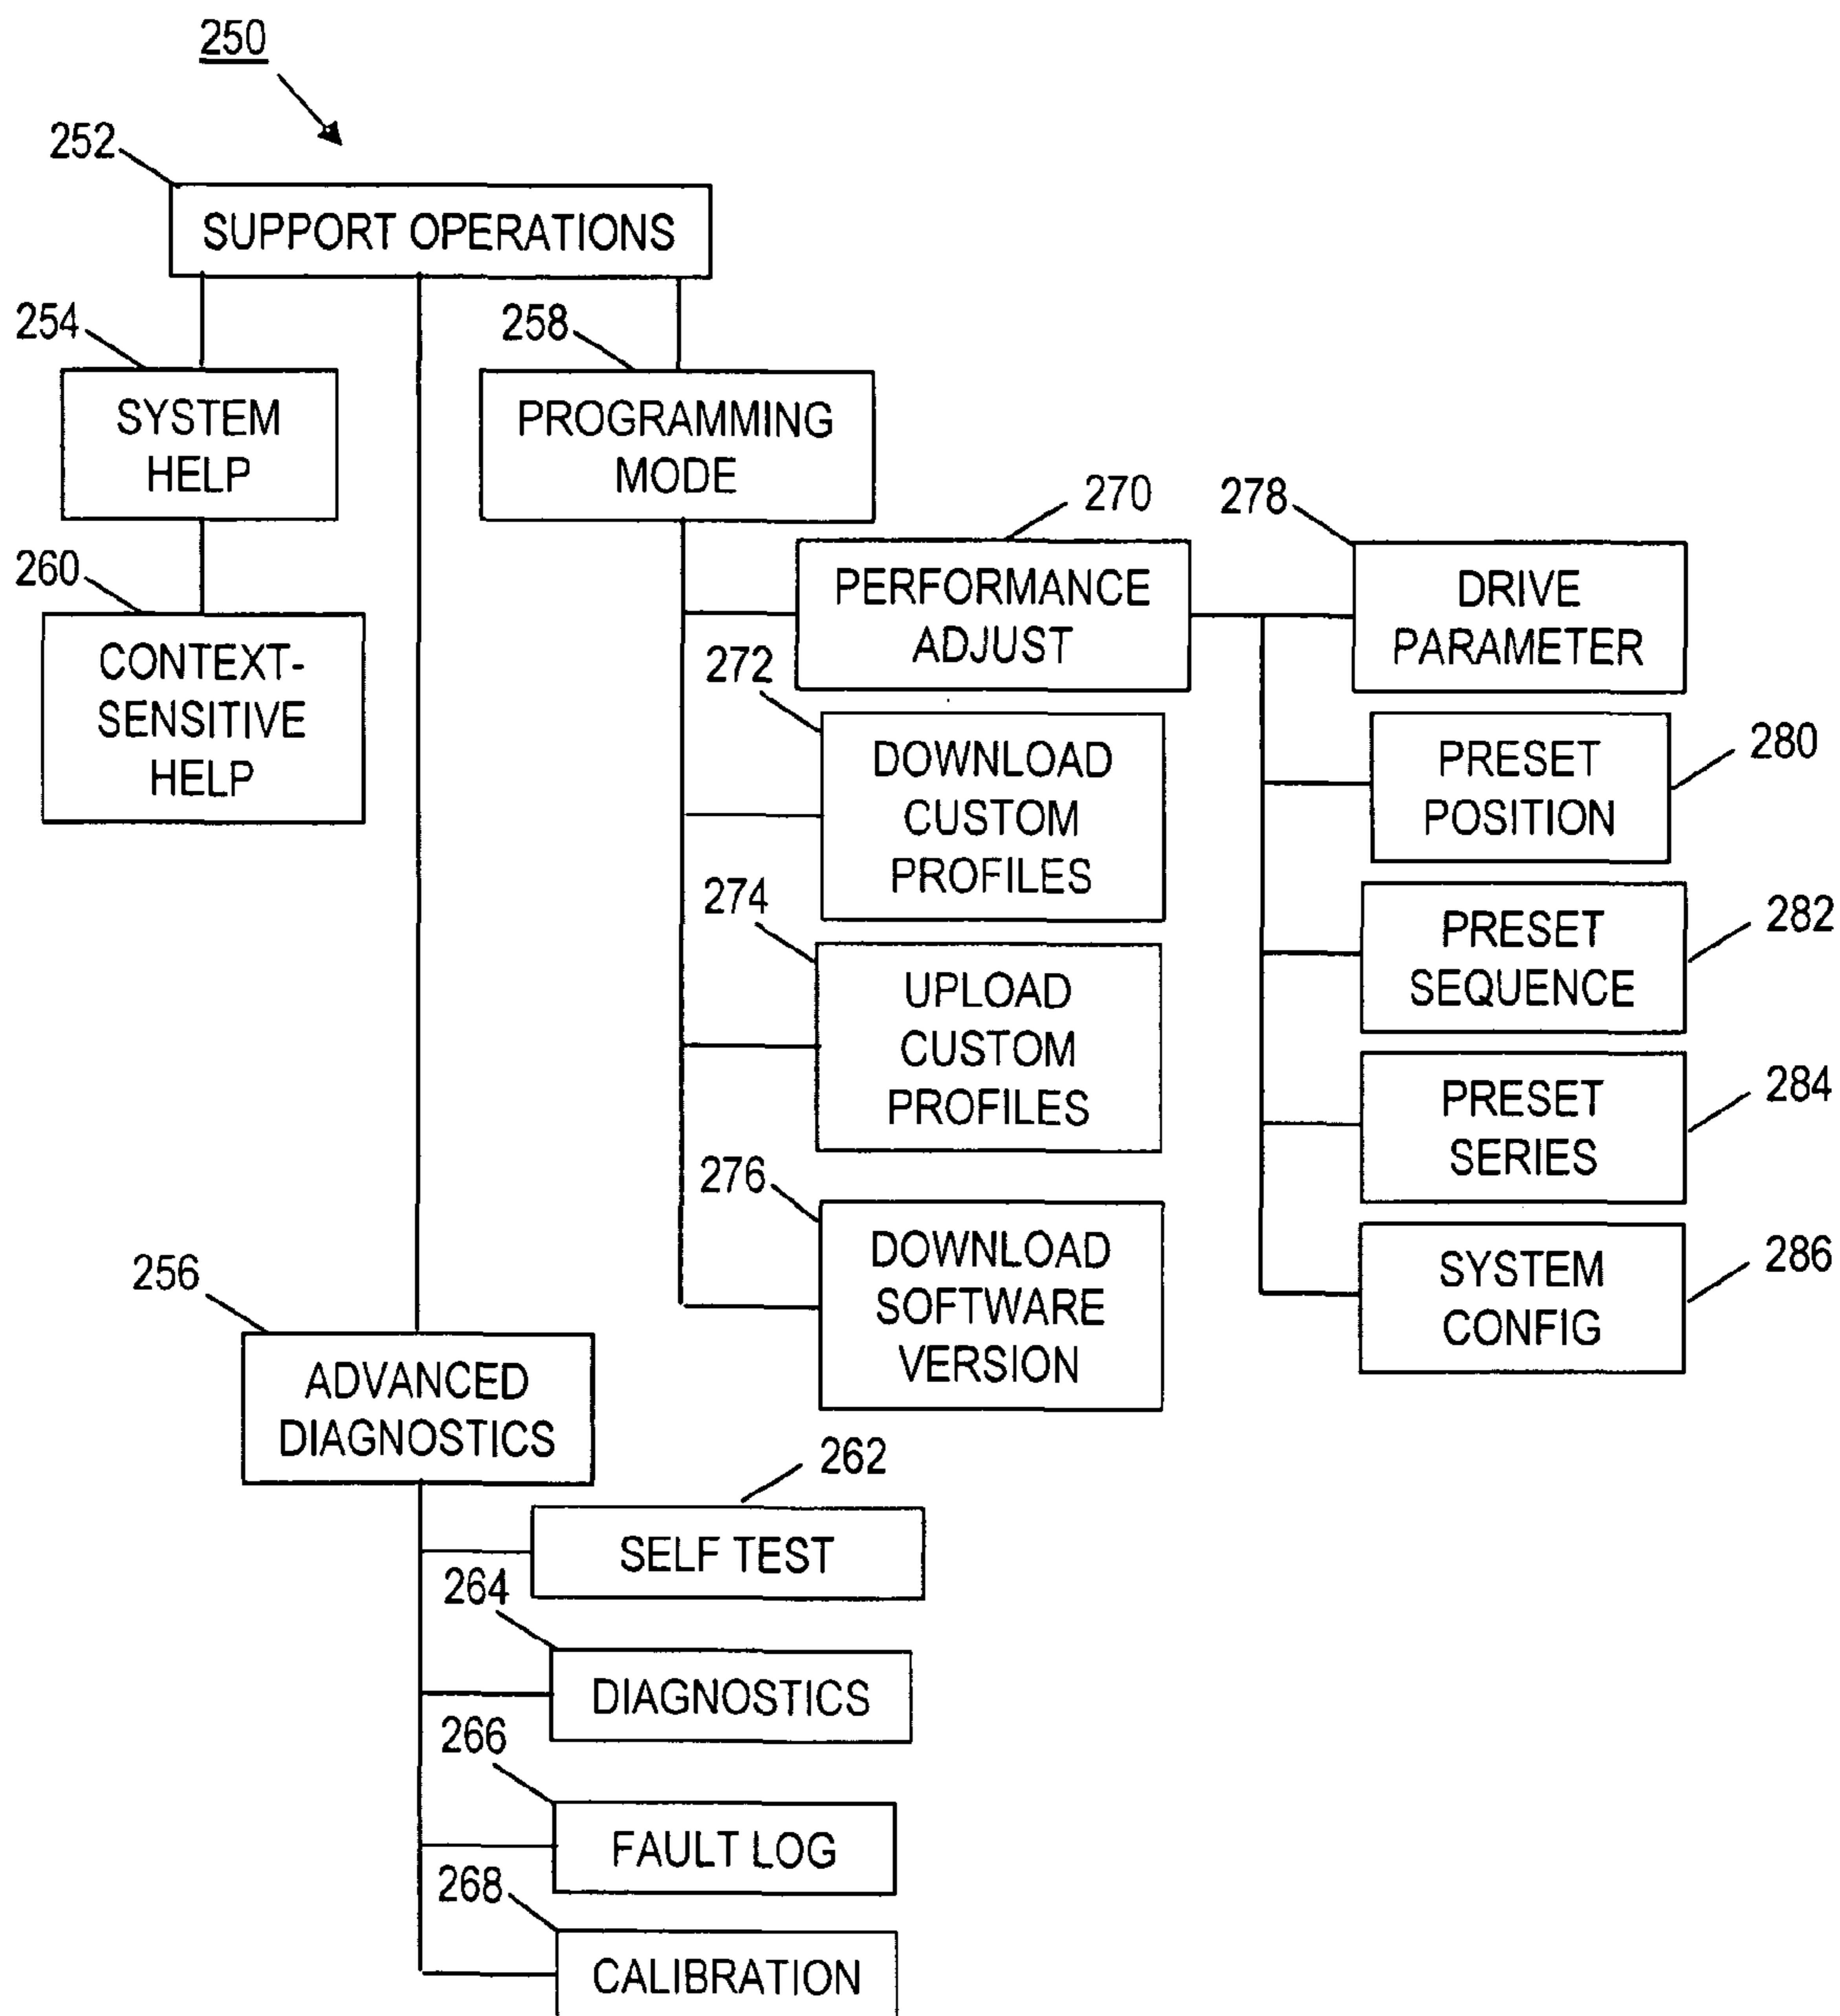 250
252
SUPPORT OPERATIONS
254
258
SYSTEM
HELP
PROGRAMMING
MODE
270
278
260
PERFORMANCE
ADJUST
DRIVE
PARAMETER
CONTEXT-
SENSITIVE
HELP
272
DOWNLOAD
CUSTOM
PROFILES
PRESET
POSITION
280
274
UPLOAD
CUSTOM
PROFILES
PRESET
SEQUENCE
282
PRESET
SERIES
284
276
DOWNLOAD
SOFTWARE
VERSION
SYSTEM
CONFIG
286
256
ADVANCED
DIAGNOSTICS
262
SELF TEST
264
DIAGNOSTICS
266
FAULT LOG
268
CALIBRATION